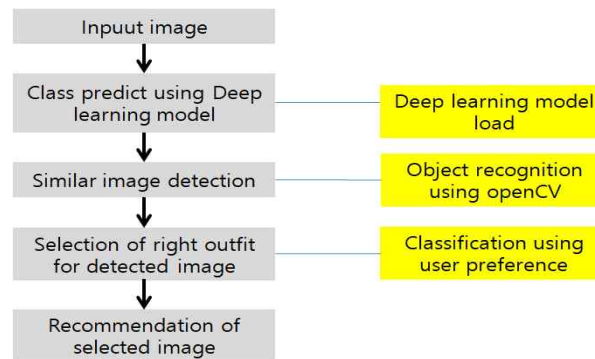 Inpuut image
Class predict using Deep
learning model
Deep learning model
load
Similar image detection
Object recognition
using openCV
Selection of right outfit
for detected image
Classification using
user preference
Recommendation of
selected image